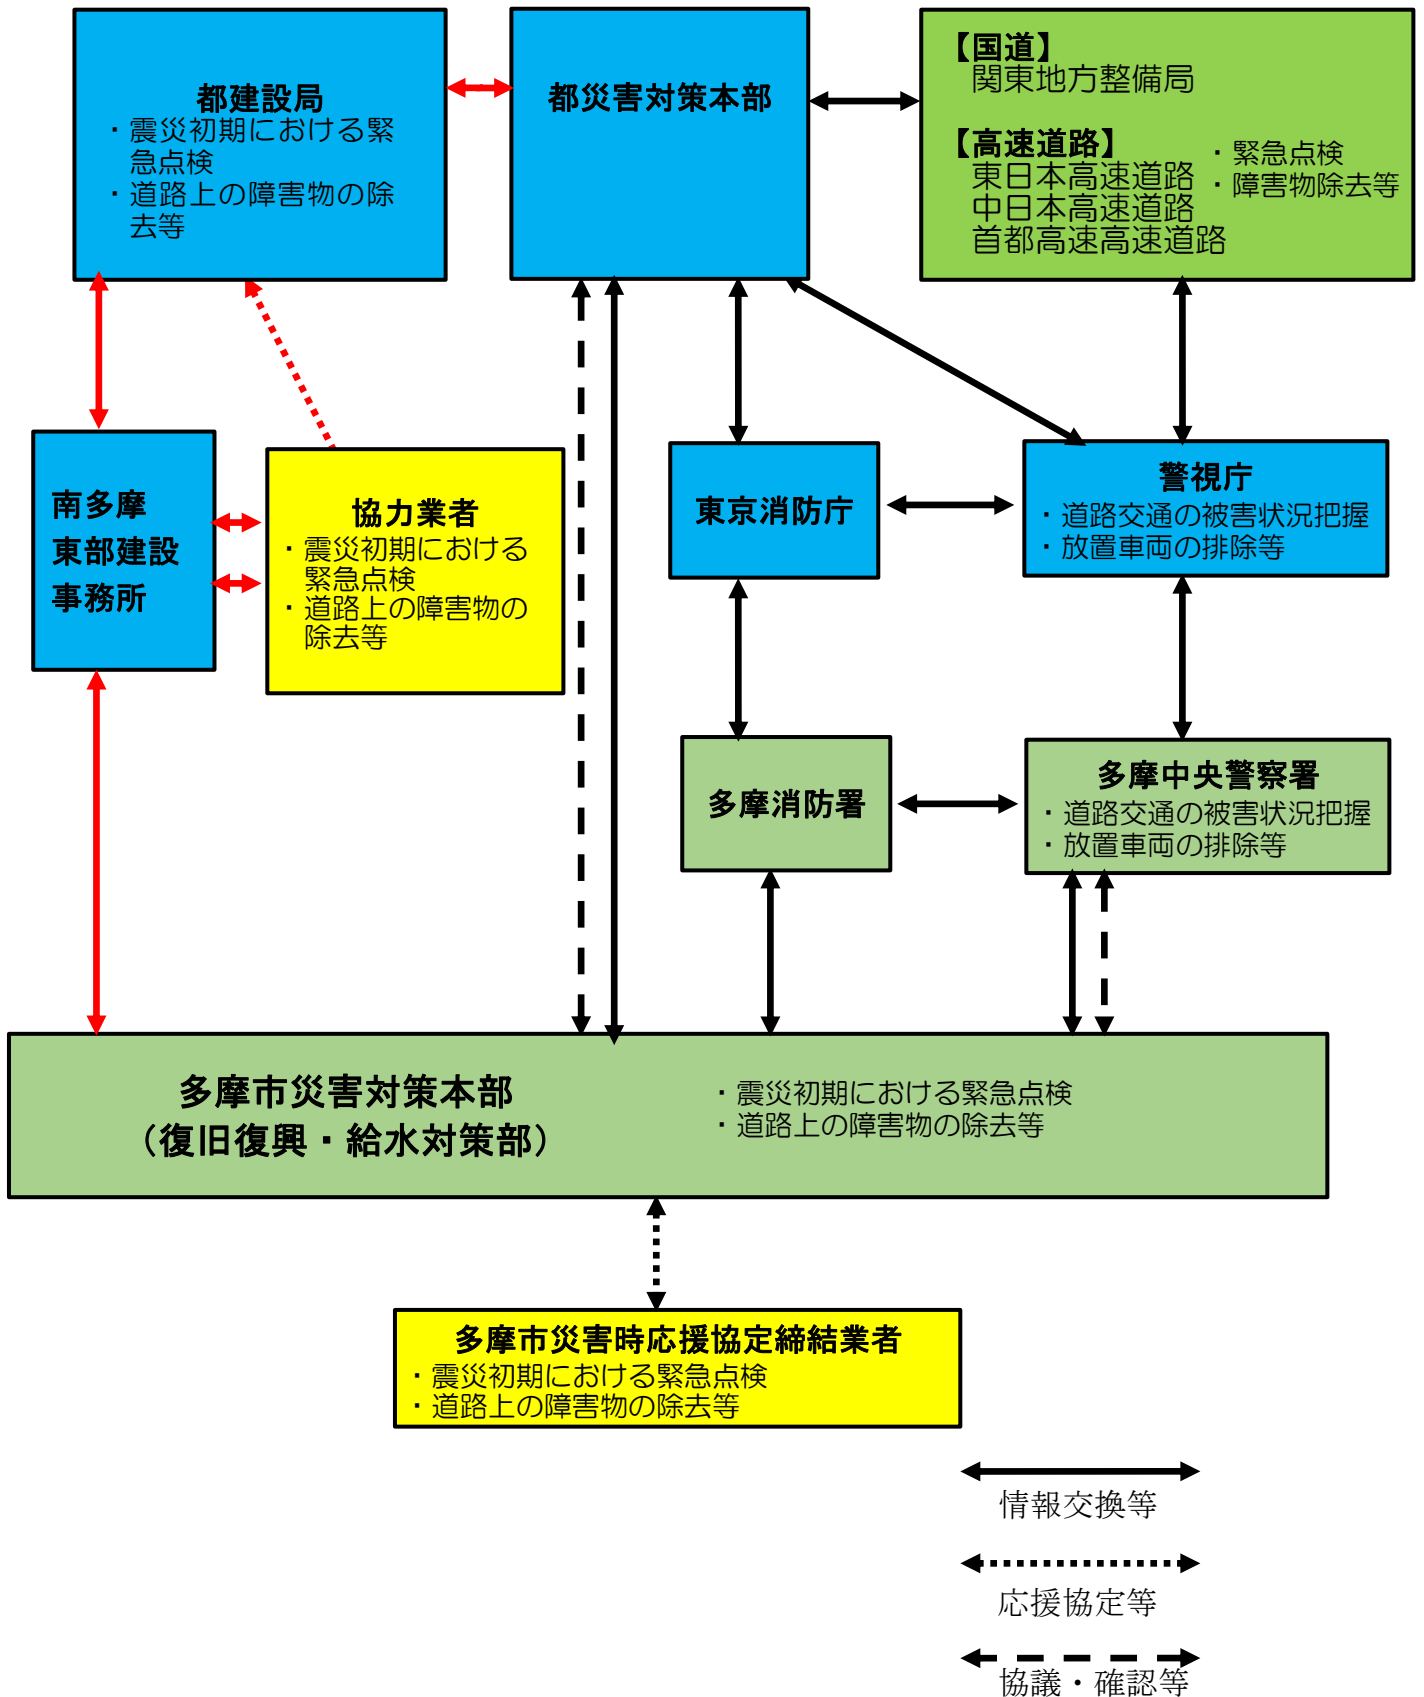 都建設局
・震災初期における緊
急点検
・道路上の障害物の除
去等
都災害対策本部
【国道】
関東地方整備局
【高速道路】
東日本高速道路
中日本高速道路
首都高速高速道路
・緊急点検
・障害物除去等
南多摩
東部建設
事務所
協力業者
・震災初期における
緊急点検
・道路上の障害物の
除去等
東京消防庁
警視庁
・道路交通の被害状況把握
・放置車両の排除等
多摩消防署
多摩中央警察署
・道路交通の被害状況把握
・放置車両の排除等
多摩市災害対策本部
（復旧復興・給水対策部）
・震災初期における緊急点検
・道路上の障害物の除去等
多摩市災害時応援協定締結業者
・震災初期における緊急点検
・道路上の障害物の除去等
情報交換等
応援協定等
協議・確認等